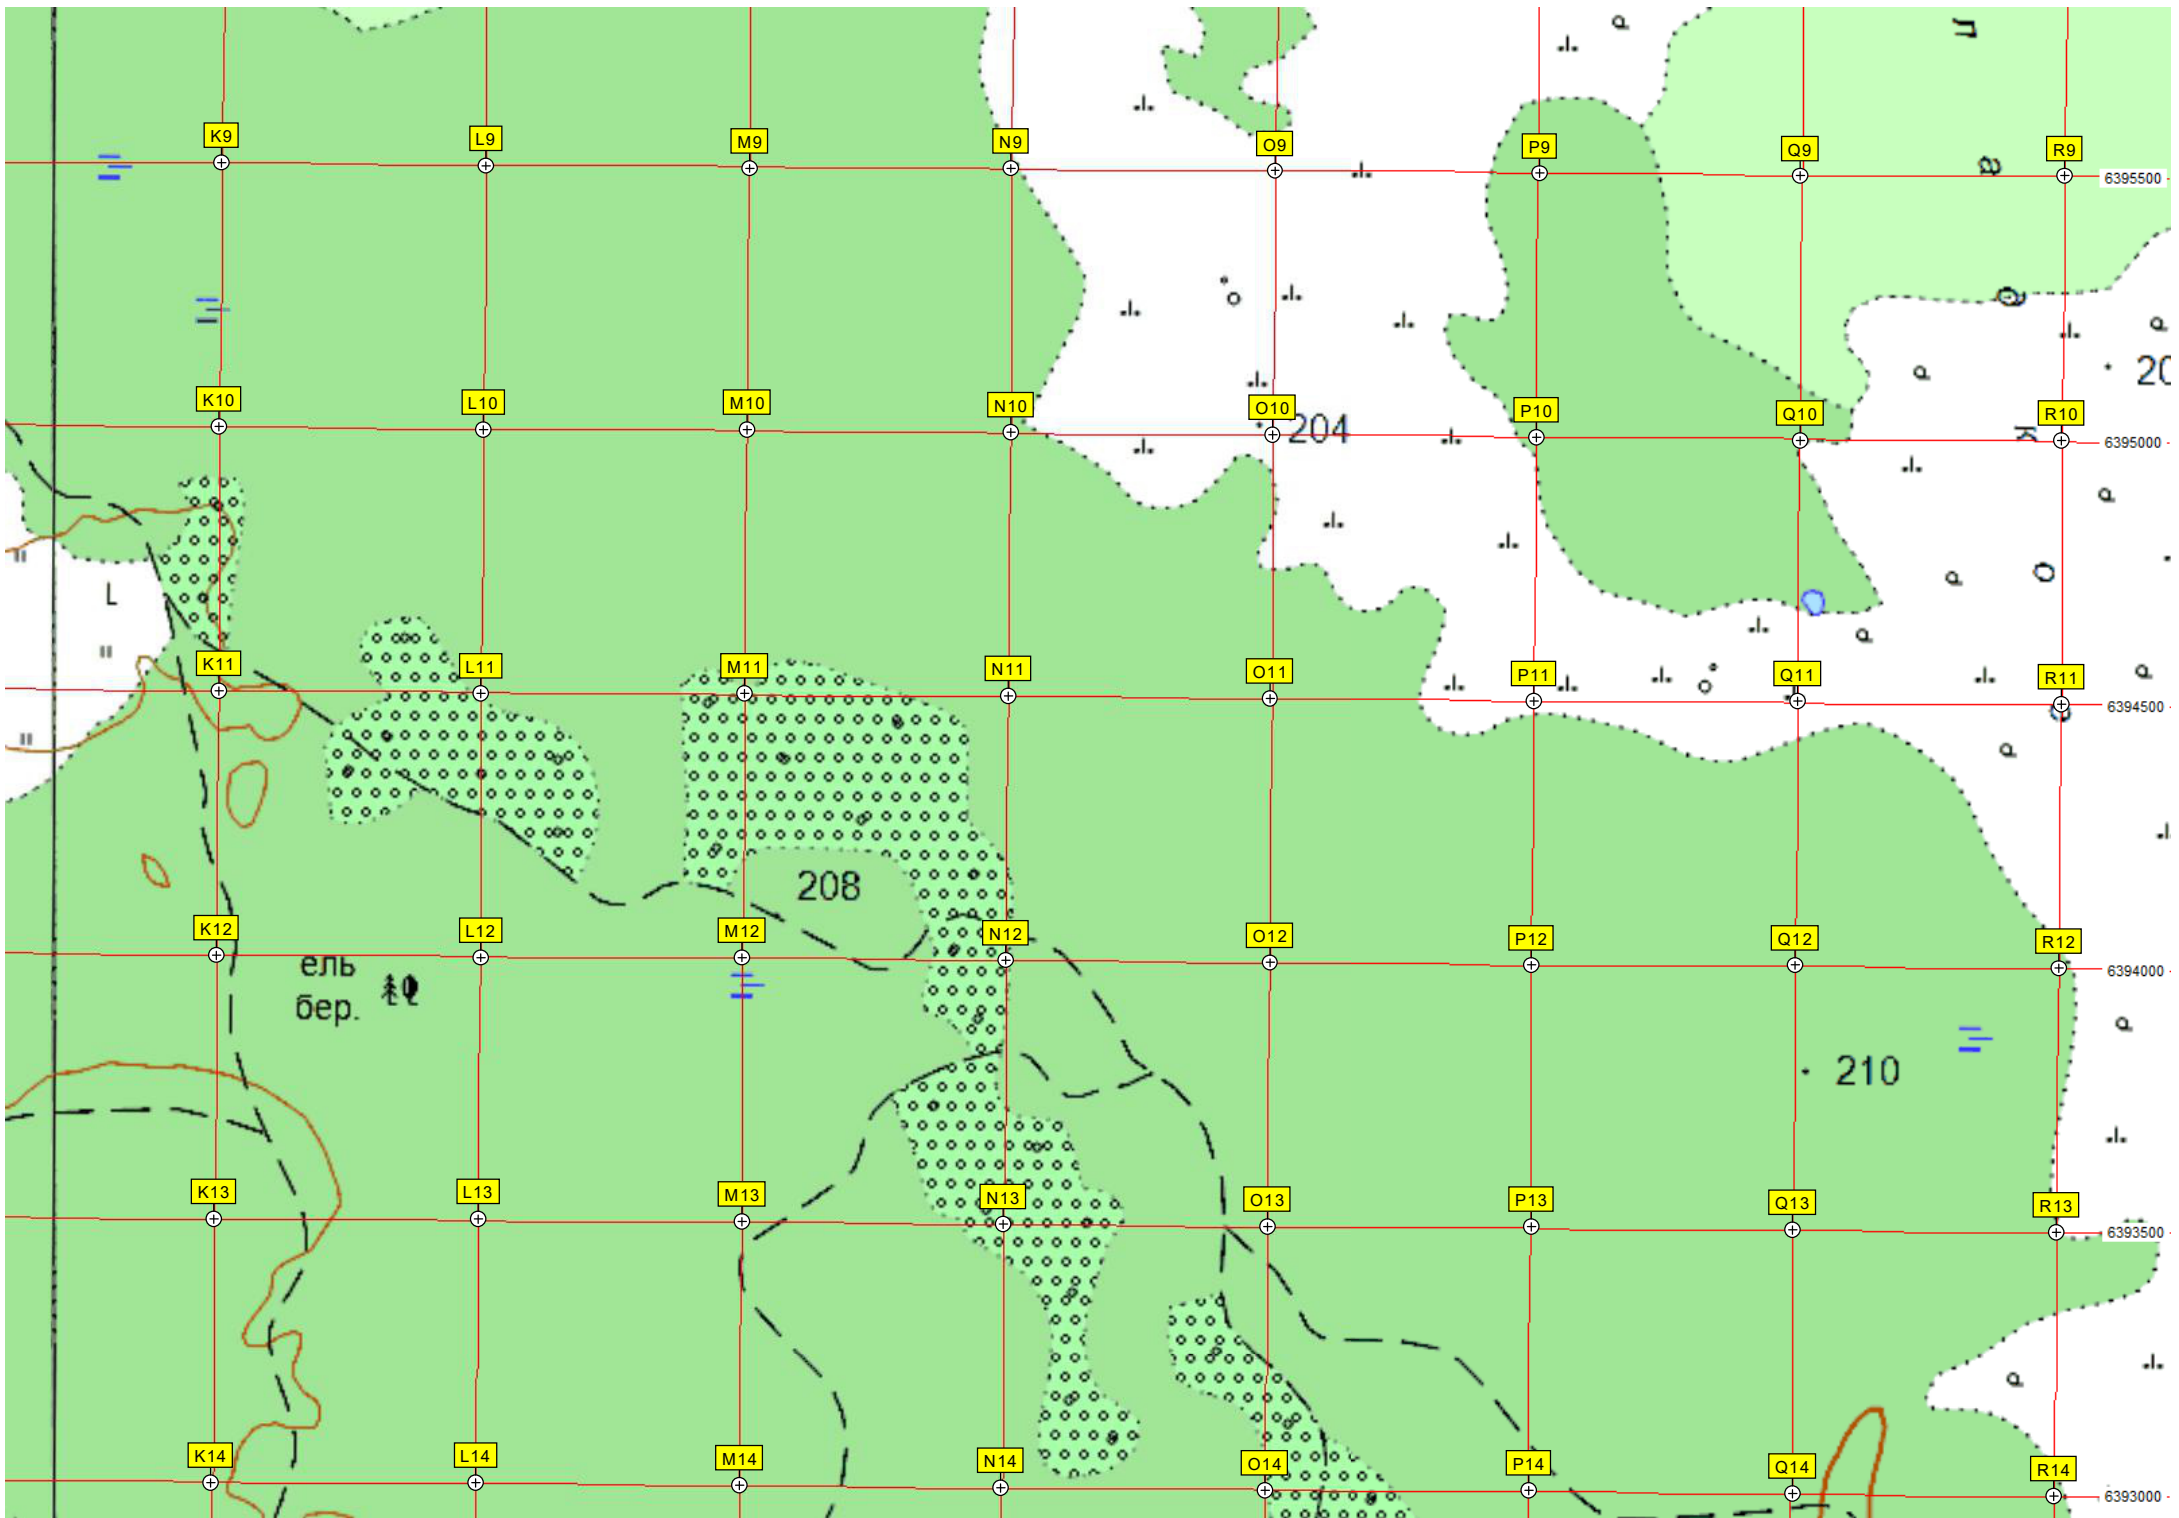 л
K9 L9 M9 N9 O9 P9 Q9 R9
а
6395500
20
K10 L10 M10 N10 O10 P10 Q10 R10
204
к
6395000
L
о
K11 L11 M11 N11 O11 P11 Q11 R11
6394500
208
K12 L12 M12 N12 O12 P12 Q12 R12
ель
6394000
бер.
210
K13 L13 M13 N13 O13 P13 Q13 R13
6393500
K14 L14 M14 N14 O14 P14 Q14 R14
6393000